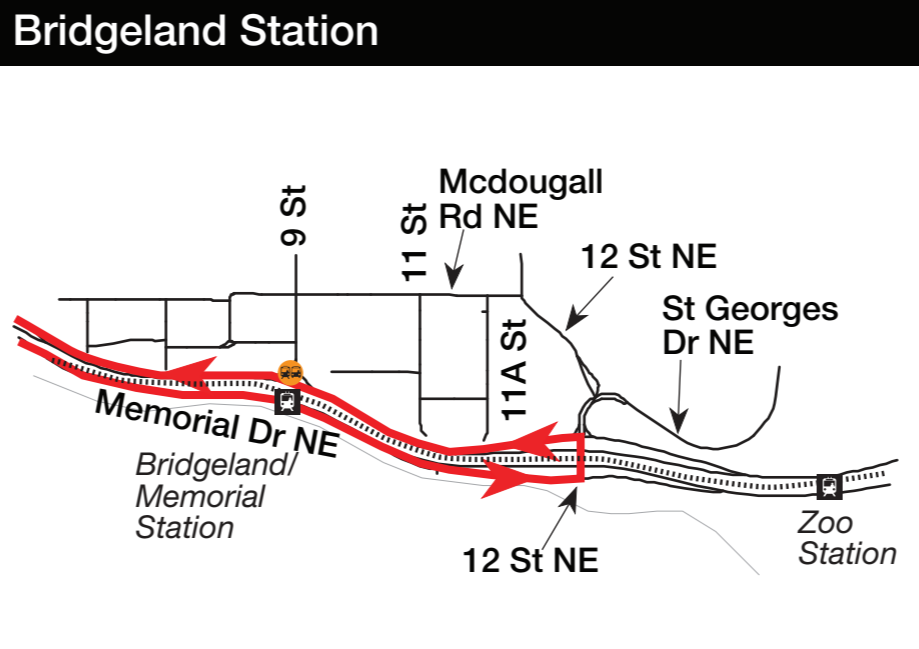 Bridgeland Station
9 St
11 St
Mcdougall
Rd NE
12 St NE
St Georges
Dr NE
11A St
Memorial Dr NE
Bridgeland/
Memorial
Station
12 St NE
Zoo
Station